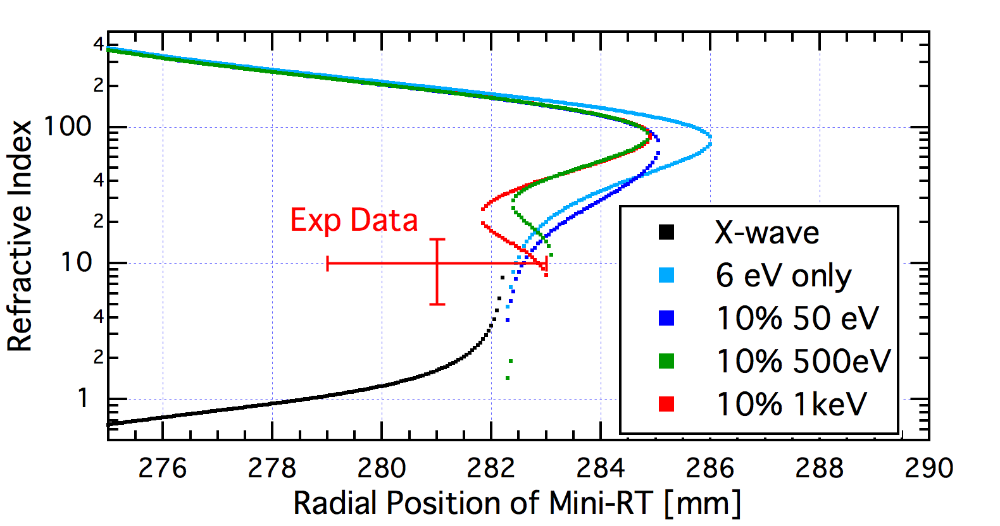 4
2
100
4
2
10
4
2
1
Refractive Index
Exp Data
X-wave
6 eV only
10% 50 eV
10% 500eV
10% 1keV
276 278 280 282 284 286 288 290
Radial Position of Mini-RT [mm]